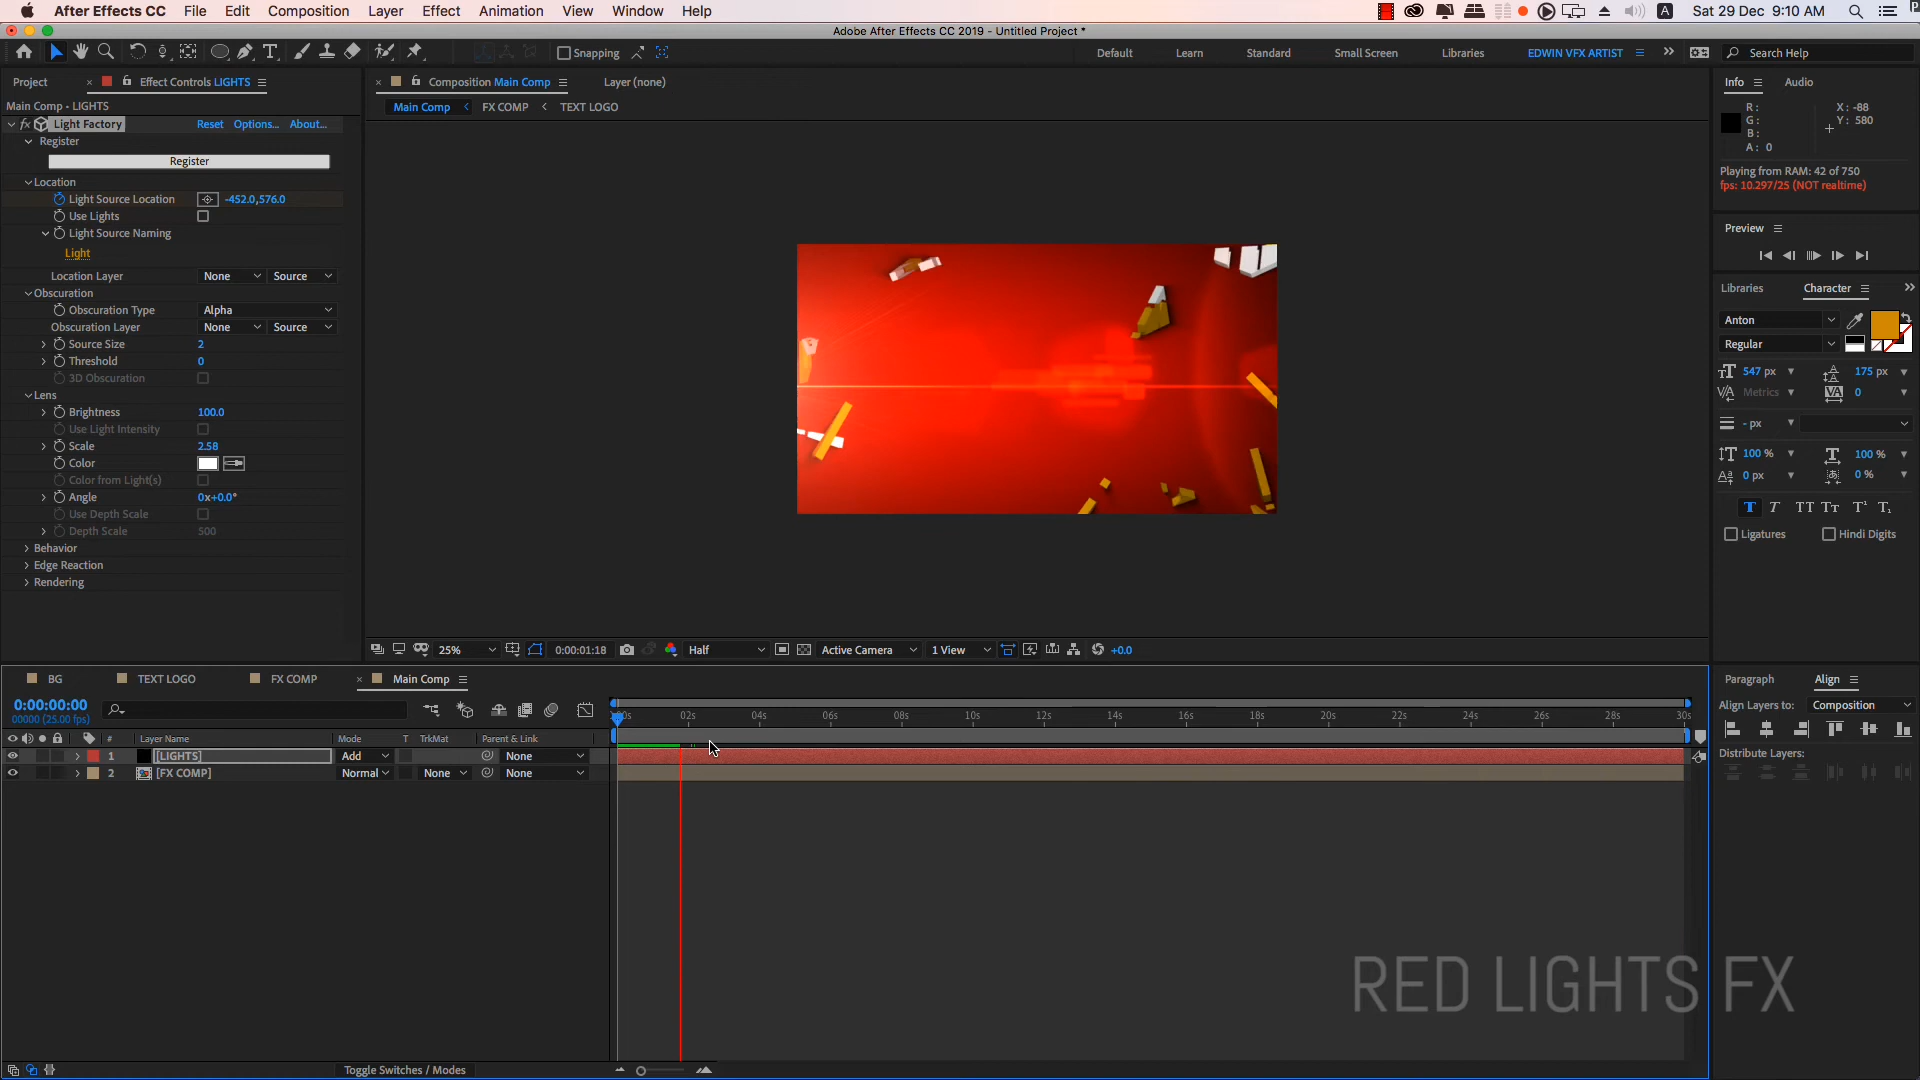 After Effects CC File Edit Composition Layer Effect Animation View Window Help
A Sat 29 Dec 9:10 AM
Adobe After Effects CC 2019 - Untitled Project *
Snapping Default Learn Standard Small Screen Libraries EDWIN VFX ARTIST Search Help
Project Effect Controls LIGHTS
Main Comp • LIGHTS
fx Light Factory Reset Options... About...
Register
Register
Location
Light Source Location -452.0,576.0
Use Lights
Light Source Naming
Light
Location Layer None Source
Obscuration
Obscuration Type Alpha
Obscuration Layer None Source
Source Size 2
Threshold 0
3D Obscuration
Lens
Brightness 100.0
Use Light Intensity
Scale 2.58
Color
Color from Light(s)
Angle 0x+0.0°
Use Depth Scale
Depth Scale 500
Behavior
Edge Reaction
Rendering
Composition Main Comp Layer (none)
Main Comp FX COMP TEXT LOGO
25% 0:00:01:18 Half Active Camera 1 View +0.0
Info Audio
R :
G :
B :
A : 0
X : -88
Y : 580
Playing from RAM: 42 of 750
fps: 10.297/25 (NOT realtime)
Preview
Libraries Character
Anton
Regular
547 px 175 px
Metrics 0
- px
100 % 100 %
0 px 0 %
Ligatures Hindi Digits
Paragraph Align
Align Layers to: Composition
Distribute Layers:
BG TEXT LOGO FX COMP Main Comp
0:00:00:00
00000 (25.00 fps)
:00s 02s 04s 06s 08s 10s 12s 14s 16s 18s 20s 22s 24s 26s 28s 30s
# Layer Name Mode T TrkMat Parent & Link
1 [LIGHTS] Add None
2 [FX COMP] Normal None None
RED LIGHTS FX
Toggle Switches / Modes